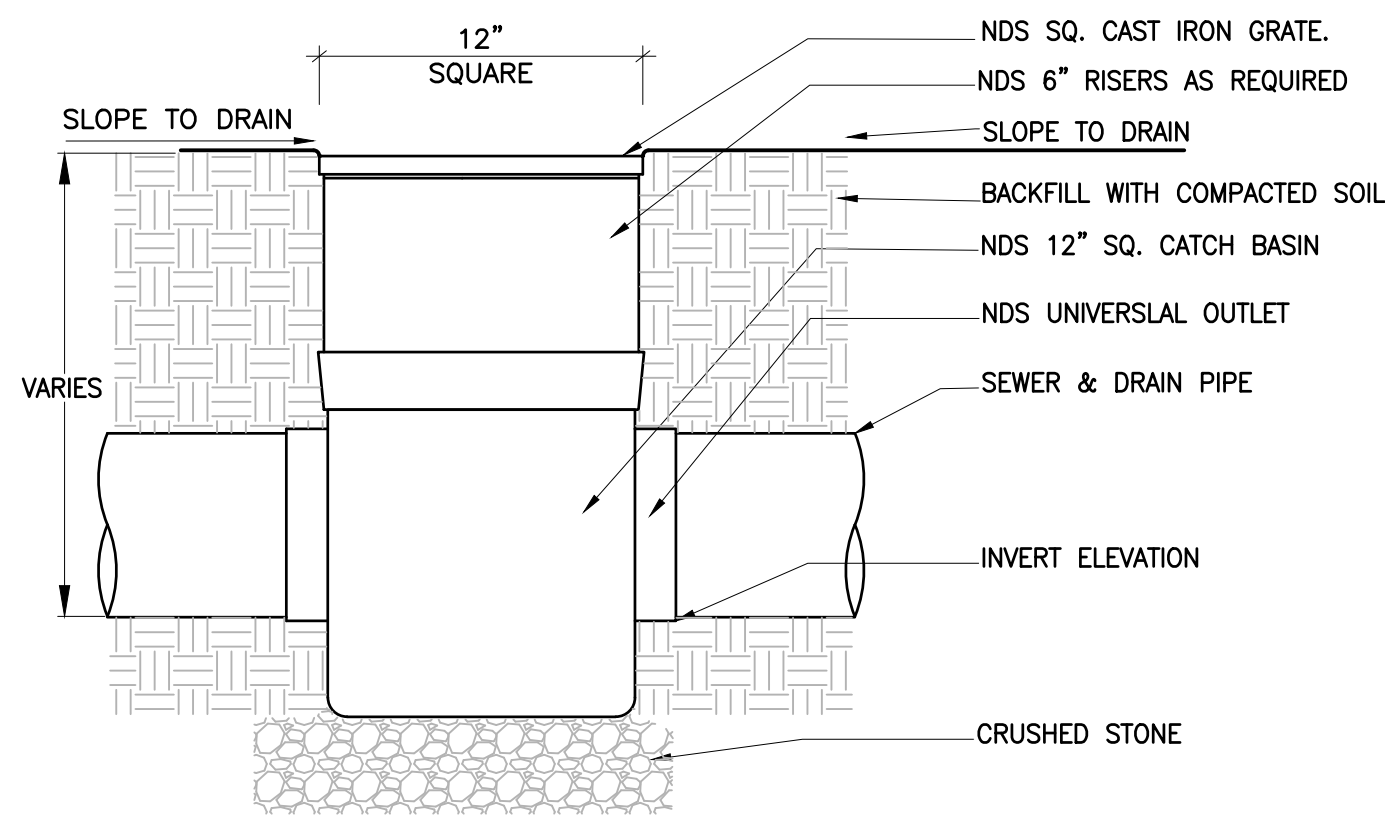 12”
SQUARE
NDS SQ. CAST IRON GRATE.
NDS 6” RISERS AS REQUIRED
SLOPE TO DRAIN
SLOPE TO DRAIN
BACKFILL WITH COMPACTED SOIL
NDS 12” SQ. CATCH BASIN
NDS UNIVERSLAL OUTLET
VARIES
SEWER & DRAIN PIPE
INVERT ELEVATION
CRUSHED STONE